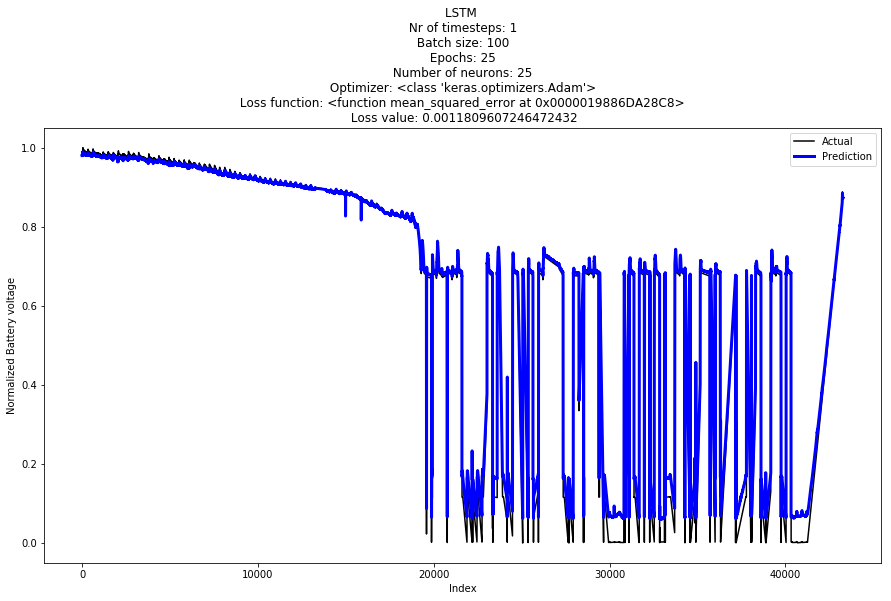 LSTM
Nr of timesteps: 1
Batch size: 100
Epochs: 25
Number of neurons: 25
Optimizer: <class 'keras.optimizers.Adam'>
Loss function: <function mean_squared_error at 0x0000019886DA28C8>
Loss value: 0.0011809607246472432
Actual
Prediction
1.0
0.8
0.6
0.4
0.2
0.0
Normalized Battery voltage
0
10000
20000
30000
40000
Index